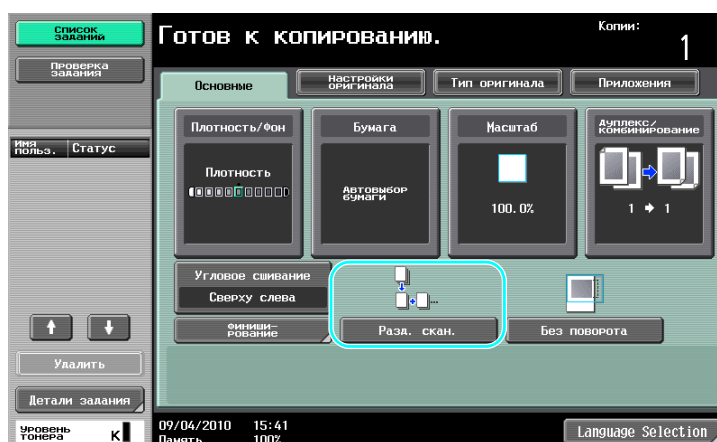 Список
задания
Готов к копированию.
Копии:
1
Проверка
задания
Основные
Настройки
оригинала
Тип оригинала
Приложения
Имя
польз.
Статус
Плотность/Фон
Плотность
Бумага
Автовыбор
бумаги
Масштаб
100.0%
Дуплекс/
Комбинирование
1 → 1
Угловое сшивание
Сверху слева
Финиши-
рование
Разд. скан.
Без поворота
Удалить
Детали задания
Уровень
тонера
K
09/04/2010 15:41
Память 100%
Language Selection